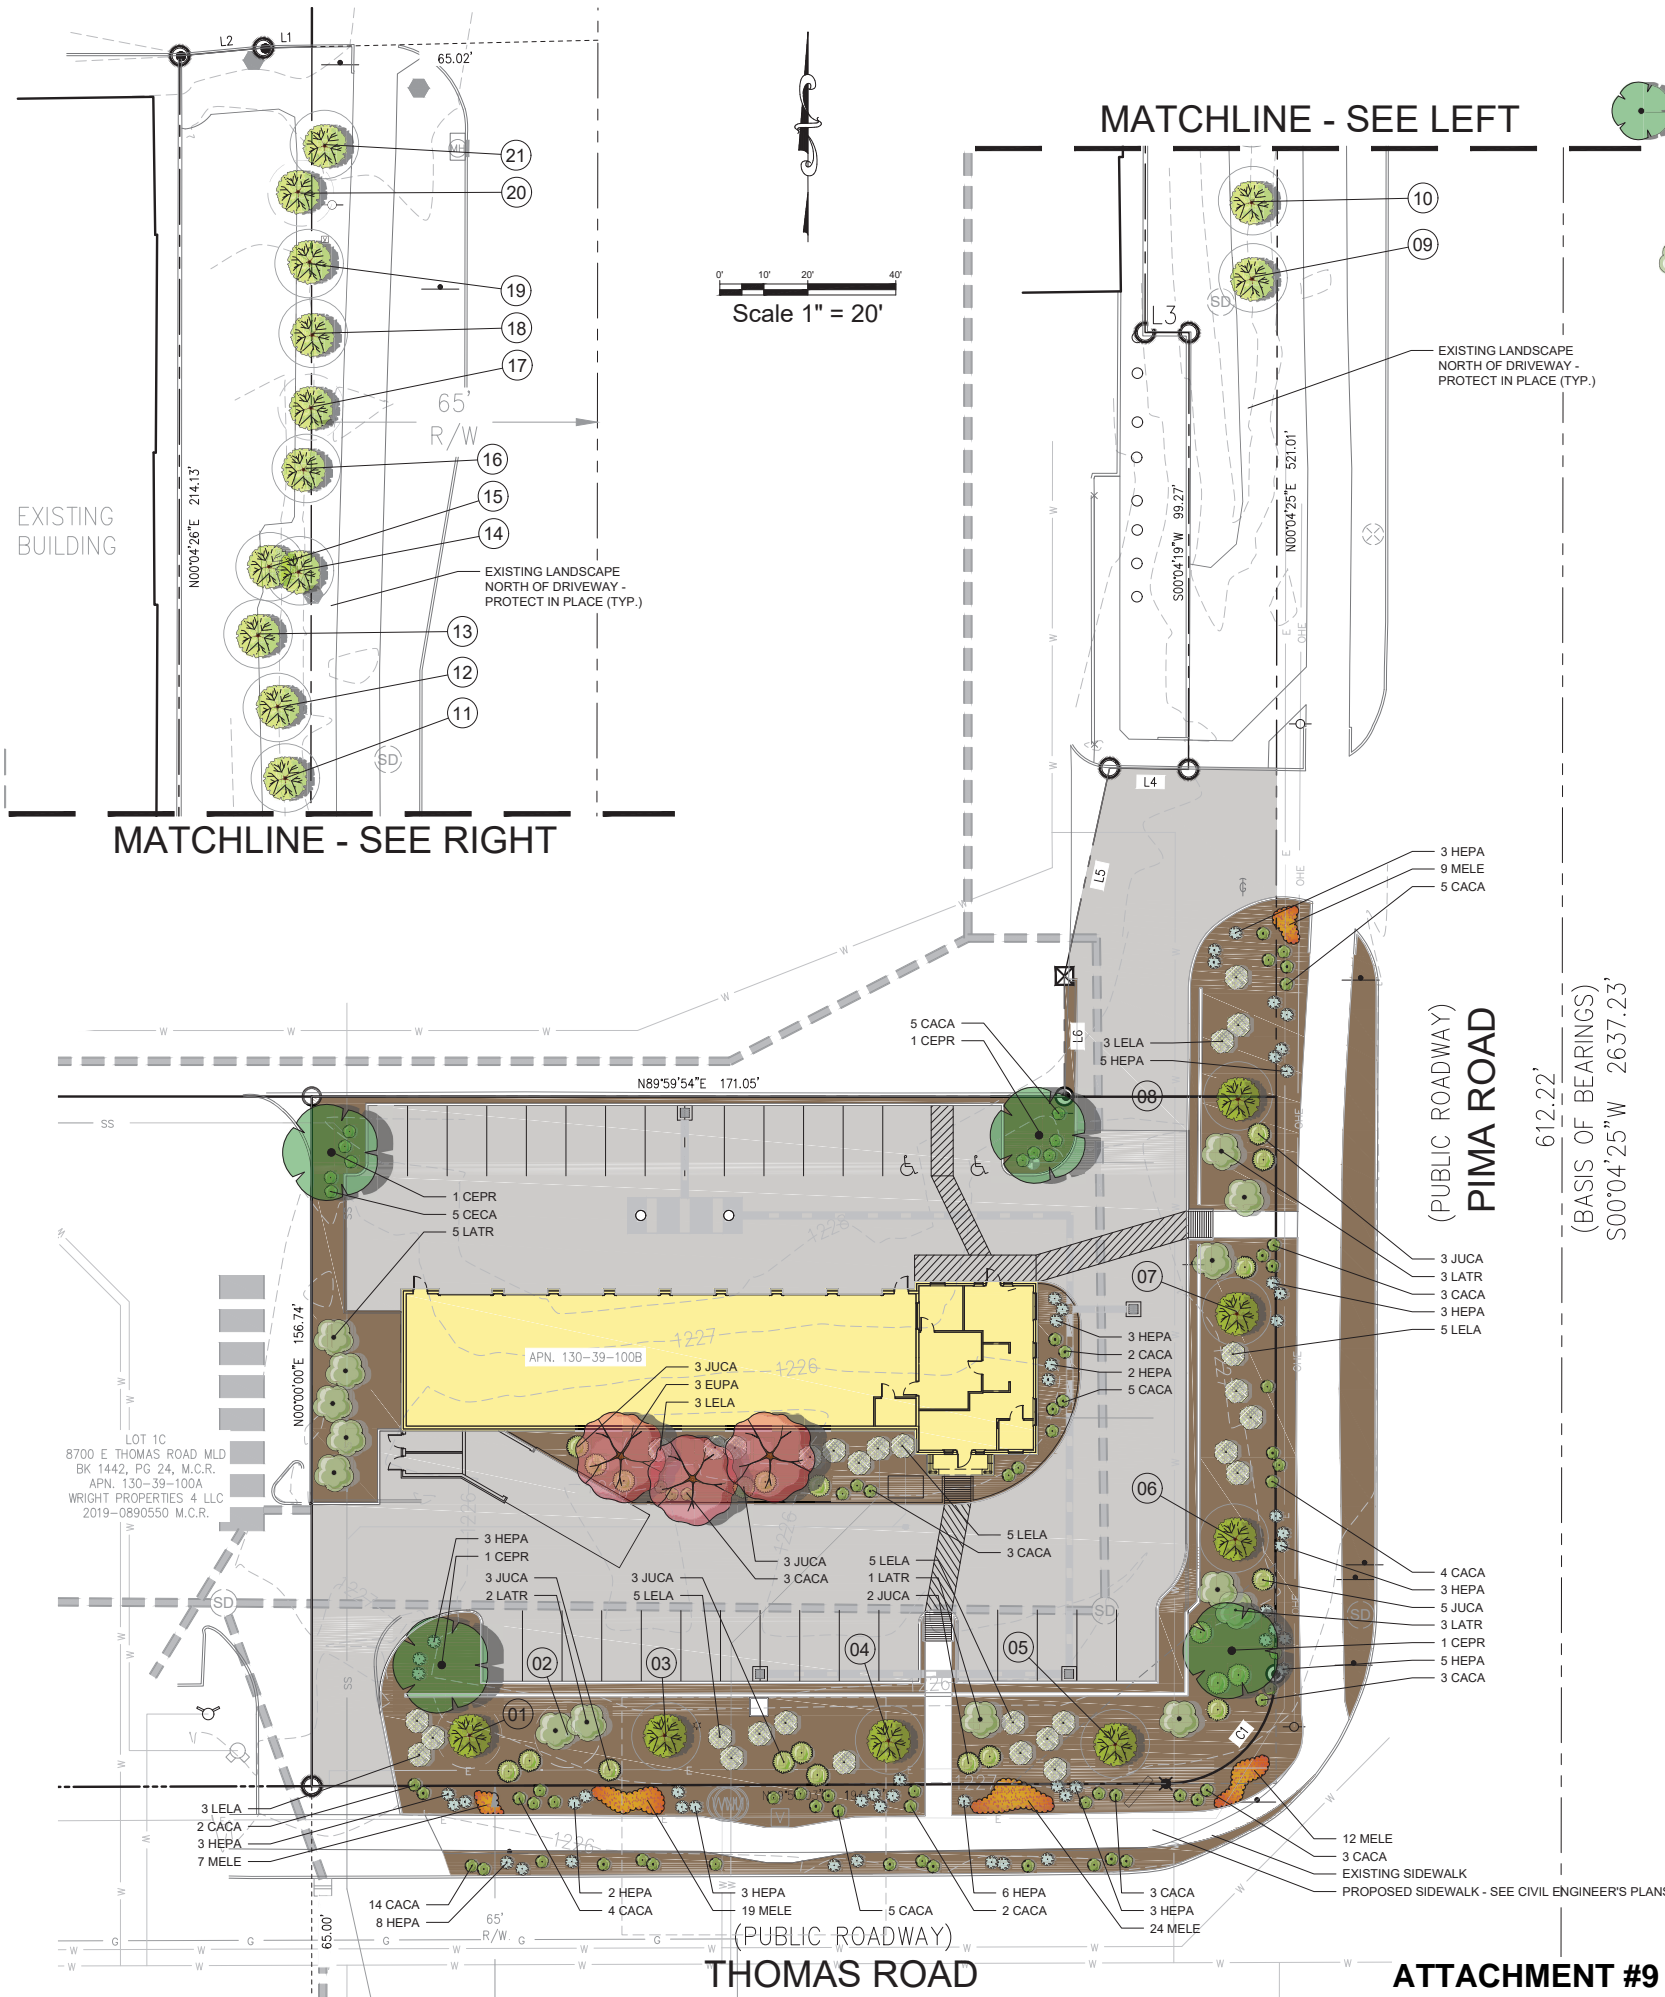 L2
L1
65.02'
MH
21
20
19
18
17
65'
R/W
16
15
14
EXISTING
BUILDING
N00°04'26"E 214.13'
EXISTING LANDSCAPE
NORTH OF DRIVEWAY -
PROTECT IN PLACE (TYP.)
13
12
11
SD
MATCHLINE - SEE RIGHT
0' 10' 20' 40'
Scale 1" = 20'
MATCHLINE - SEE LEFT
10
09
SD
L3
EXISTING LANDSCAPE
NORTH OF DRIVEWAY -
PROTECT IN PLACE (TYP.)
S00°04'19"W 99.27'
N00°04'25"E 521.01'
L4
L5
L6
3 HEPA
9 MELE
5 CACA
5 CACA
1 CEPR
3 LELA
5 HEPA
N89°59'54"E 171.05'
08
(PUBLIC ROADWAY)
PIMA ROAD
612.22'
(BASIS OF BEARINGS)
S00°04'25"W 2637.23'
SS
1 CEPR
5 CECA
5 LATR
1226
07
3 JUCA
3 LATR
3 CACA
3 HEPA
5 LELA
N00°00'00"E 156.74'
1227
APN. 130-39-100B
1226
3 JUCA
3 EUPA
3 LELA
3 HEPA
2 CACA
2 HEPA
5 CACA
1227
LOT 1C
8700 E THOMAS ROAD MLD
BK 1442, PG 24, M.C.R.
APN. 130-39-100A
WRIGHT PROPERTIES 4 LLC
2019-0890550 M.C.R.
06
3 HEPA
1 CEPR
3 JUCA
2 LATR
3 JUCA
5 LELA
3 JUCA
3 CACA
5 LELA
1 LATR
2 JUCA
5 LELA
3 CACA
4 CACA
3 HEPA
5 JUCA
3 LATR
1 CEPR
5 HEPA
3 CACA
SD
SD
SD
02
03
04
05
01
1226
C1
3 LELA
2 CACA
3 HEPA
7 MELE
1226
1227
12 MELE
3 CACA
EXISTING SIDEWALK
PROPOSED SIDEWALK - SEE CIVIL ENGINEER'S PLANS
14 CACA
8 HEPA
2 HEPA
4 CACA
3 HEPA
19 MELE
5 CACA
6 HEPA
2 CACA
3 CACA
3 HEPA
24 MELE
65.00'
65'
R/W
(PUBLIC ROADWAY)
THOMAS ROAD
ATTACHMENT #9